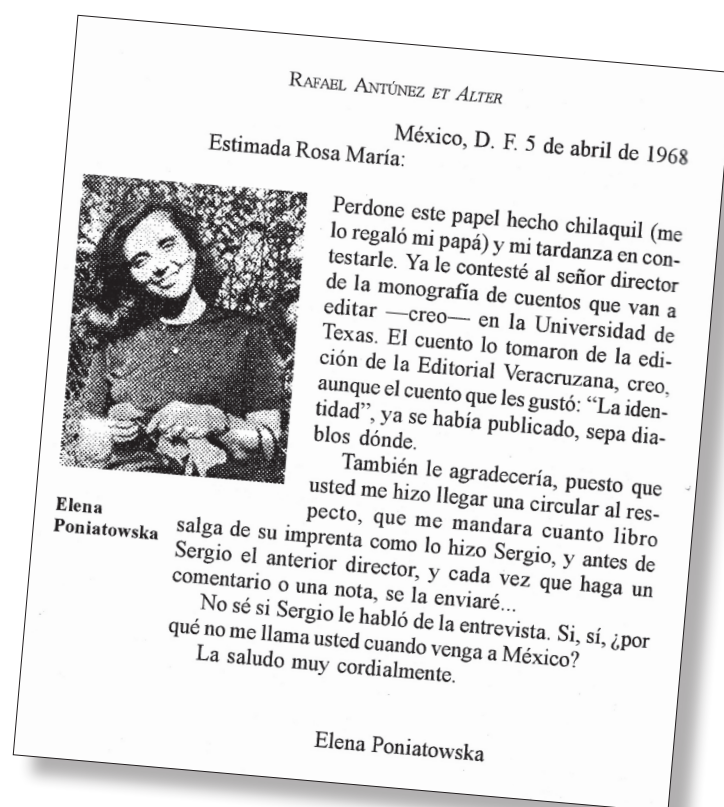 RAFAEL ANTÚNEZ ET ALTER
México, D. F. 5 de abril de 1968
Estimada Rosa María:
Perdone este papel hecho chilaquil (me
lo regaló mi papá) y mi tardanza en con-
testarle. Ya le contesté al señor director
de la monografía de cuentos que van a
editar —creo— en la Universidad de
Texas. El cuento lo tomaron de la edi-
ción de la Editorial Veracruzana, creo,
aunque el cuento que les gustó: “La iden-
tidad”, ya se había publicado, sepa dia-
blos dónde.
También le agradecería, puesto que
usted me hizo llegar una circular al res-
pecto, que me mandara cuanto libro
salga de su imprenta como lo hizo Sergio, y antes de
Sergio el anterior director, y cada vez que haga un
comentario o una nota, se la enviaré...
No sé si Sergio le habló de la entrevista. Si, sí, ¿por
qué no me llama usted cuando venga a México?
La saludo muy cordialmente.
Elena Poniatowska
Elena
Poniatowska